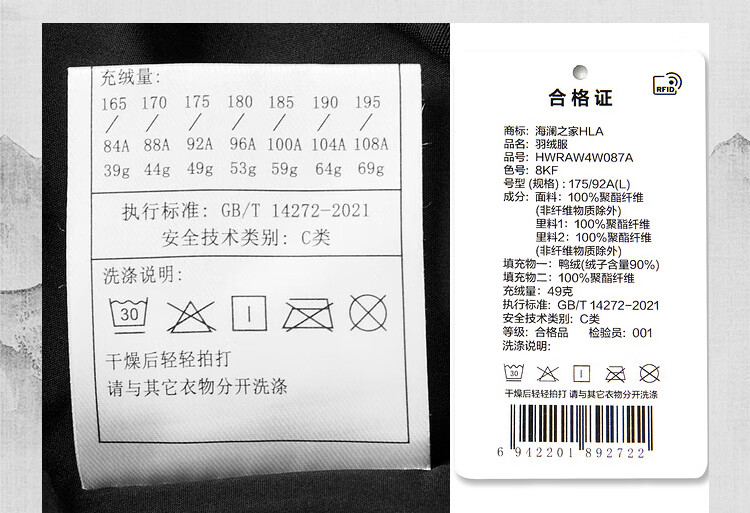 充绒量:
165 170 175 180 185 190 195
/ / / / / / /
84A 88A 92A 96A 100A 104A 108A
39g 44g 49g 53g 59g 64g 69g
执行标准: GB/T 14272-2021
安全技术类别: C类
洗涤说明:
30
干燥后轻轻拍打
请与其它衣物分开洗涤
RFID
合格证
商标: 海澜之家HLA
品名: 羽绒服
品号: HWRAW4W087A
色号: 8KF
号型 (规格) : 175/92A(L)
成分: 面料: 100%聚酯纤维
(非纤维物质除外)
里料1: 100%聚酯纤维
里料2: 100%聚酯纤维
(非纤维物质除外)
填充物一: 鸭绒(绒子含量90%)
填充物二: 100%聚酯纤维
充绒量: 49克
执行标准: GB/T 14272-2021
安全技术类别: C类
等级: 合格品 检验员: 001
洗涤说明:
30
干燥后轻轻拍打 请与其它衣物分开洗涤
6 942201 892722